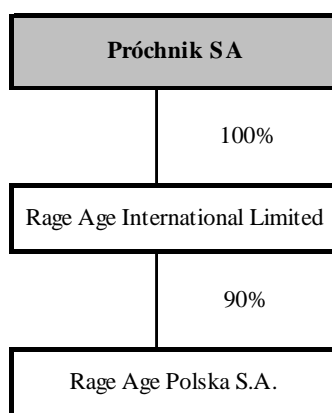 Próchnik SA
100%
Rage Age International Limited
90%
Rage Age Polska S.A.